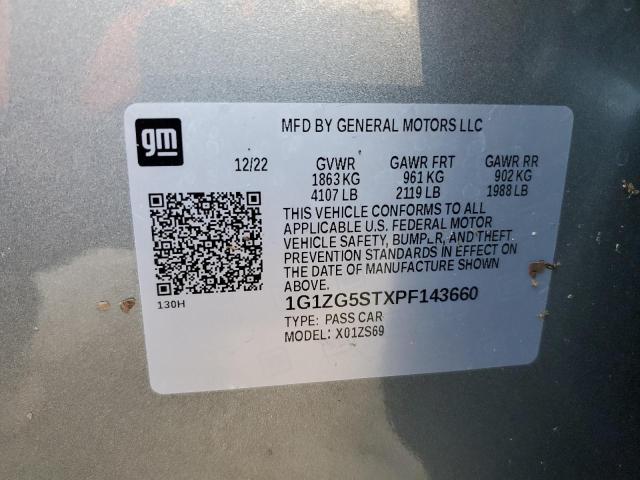 gm
MFD BY GENERAL MOTORS LLC
12/22 GVWR GAWR FRT GAWR RR
1863 KG 961 KG 902 KG
4107 LB 2119 LB 1988 LB
THIS VEHICLE CONFORMS TO ALL
APPLICABLE U.S. FEDERAL MOTOR
VEHICLE SAFETY, BUMPER, AND THEFT
PREVENTION STANDARDS IN EFFECT ON
THE DATE OF MANUFACTURE SHOWN
ABOVE.
130H
1G1ZG5STXPF143660
TYPE: PASS CAR
MODEL: X01ZS69